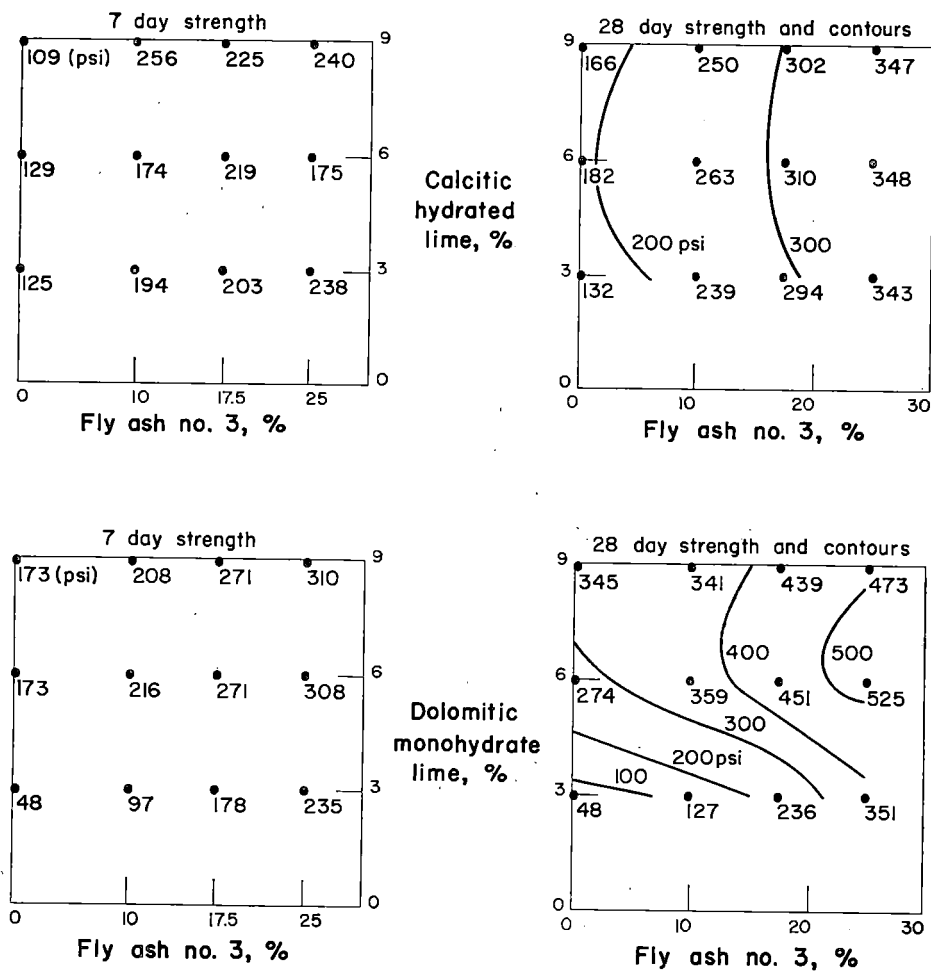 7 day strength
28 day strength and contours
109 (psi) 256 225 240 9
9 166 250 302 347
129 174 219 175 6
6 182 263 310 348
Calcitic
hydrated
lime, %
200 psi 300
125 194 203 238 3
3 132 239 294 343
0
0
0 10 17.5 25
0 10 20 30
Fly ash no. 3, %
Fly ash no. 3, %
7 day strength
28 day strength and contours
173 (psi) 208 271 310 9
9 345 341 439 473
400 500
173 216 271 308 6
6 274 359 451 525
Dolomitic
monohydrate
lime, %
300
200 psi
100
48 97 178 235 3
3 48 127 236 351
0
0
0 10 17.5 25
0 10 20 30
Fly ash no. 3, %
Fly ash no. 3, %